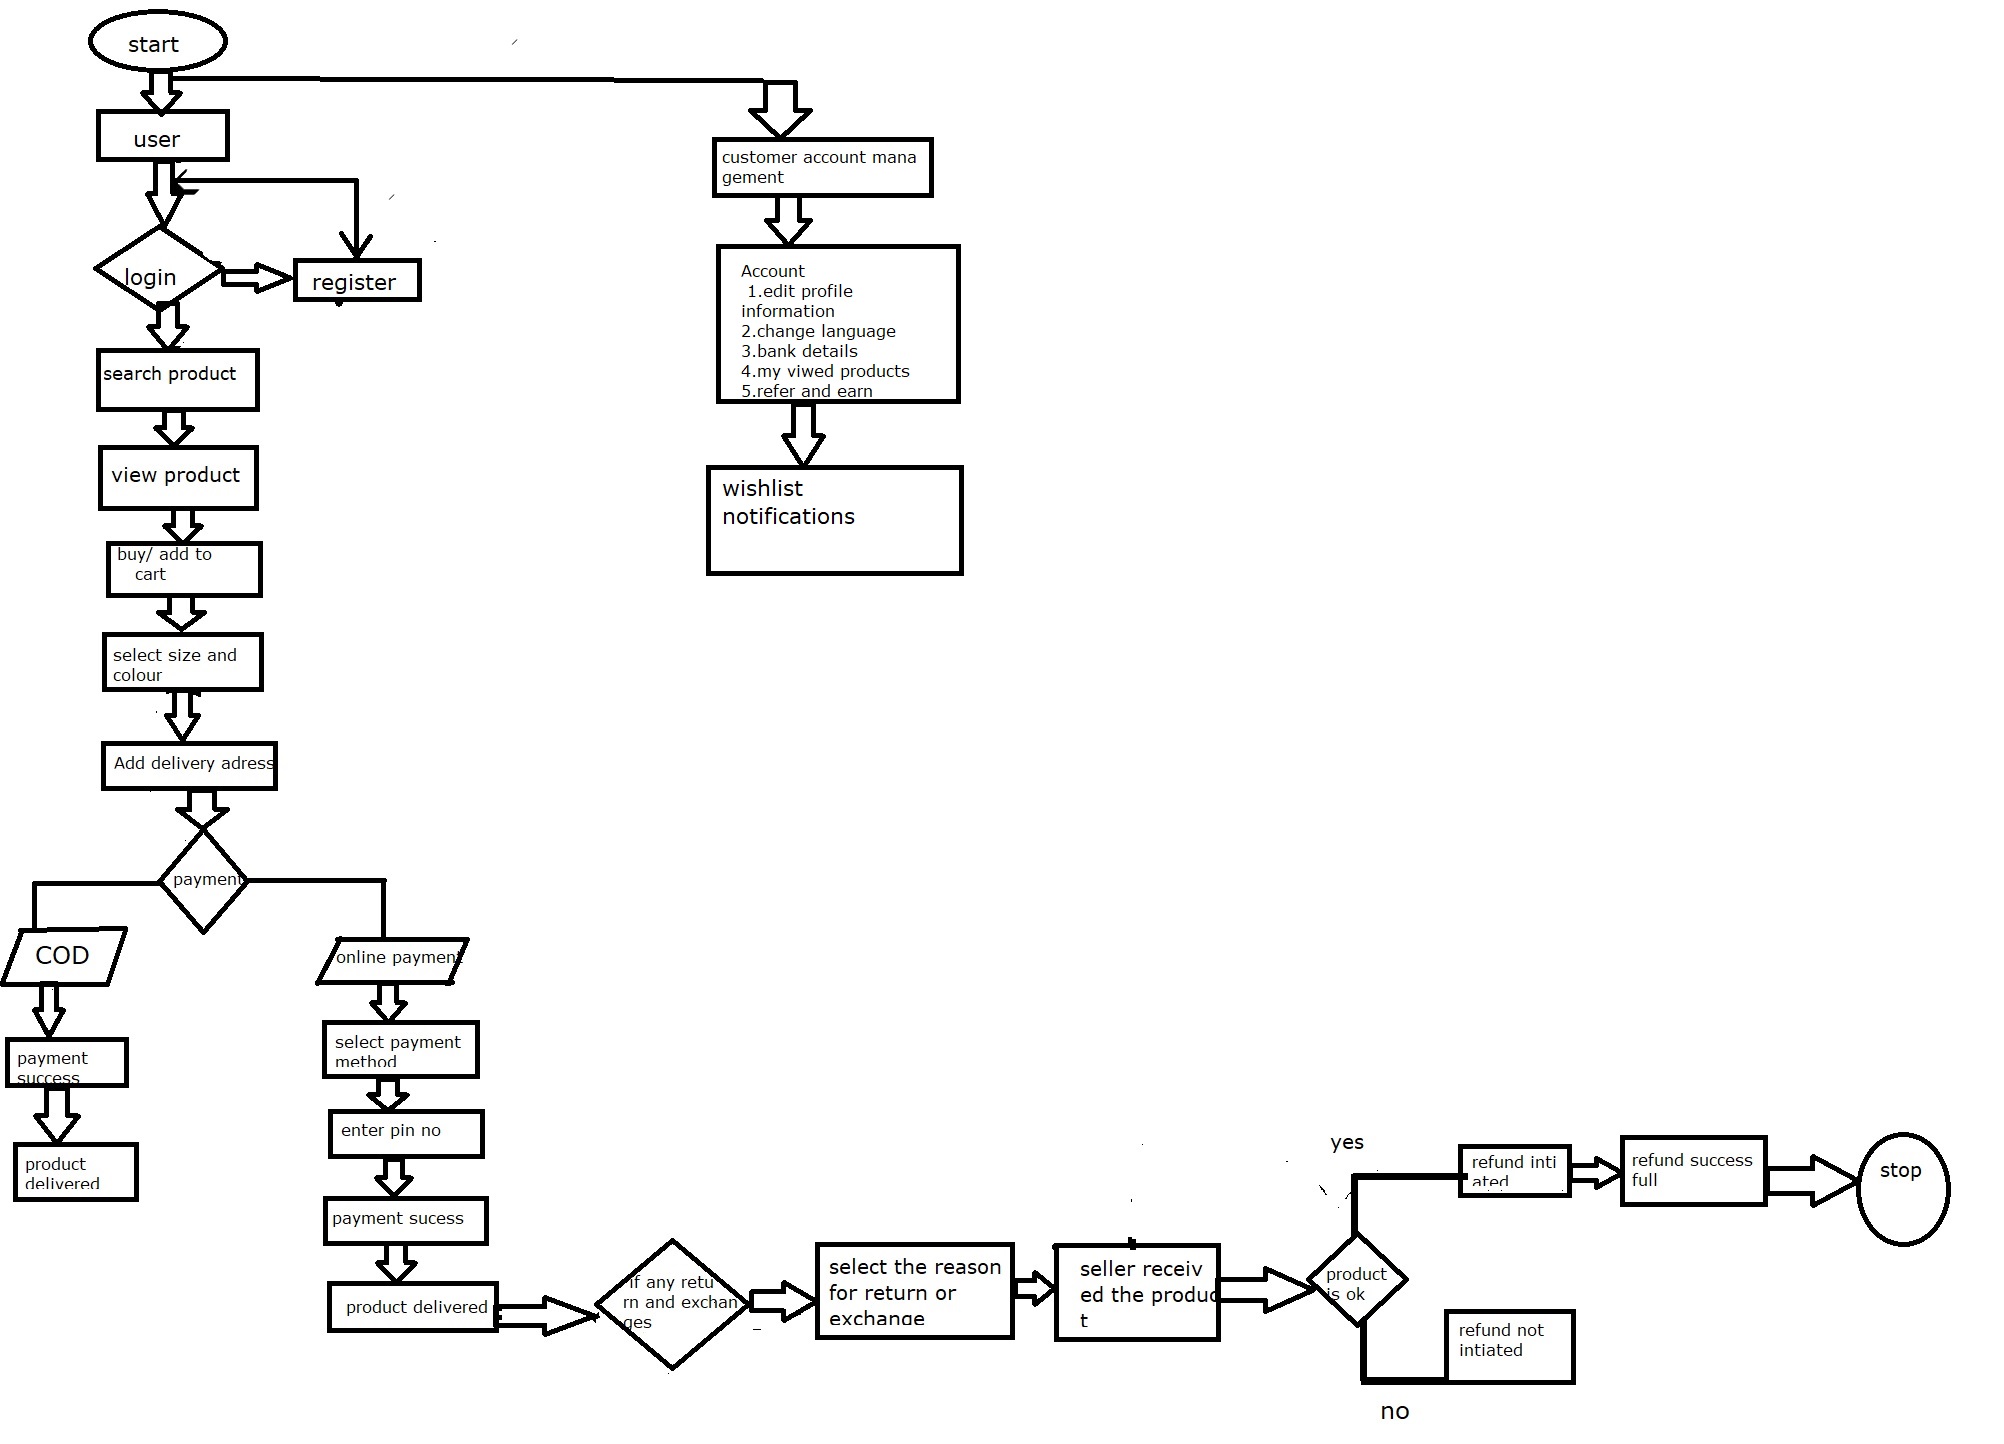 start
user
login
register
search product
view product
buy/ add to
cart
select size and
colour
Add delivery adress
payment
COD
payment
success
product
delivered
online payment
select payment
method
enter pin no
payment sucess
product delivered
if any retu
rn and exchan
ges
select the reason
for return or
exchange
seller receiv
ed the produc
t
product
is ok
yes
refund inti
ated
refund success
full
stop
refund not
intiated
no
customer account mana
gement
Account
1.edit profile
information
2.change language
3.bank details
4.my viwed products
5.refer and earn
wishlist
notifications